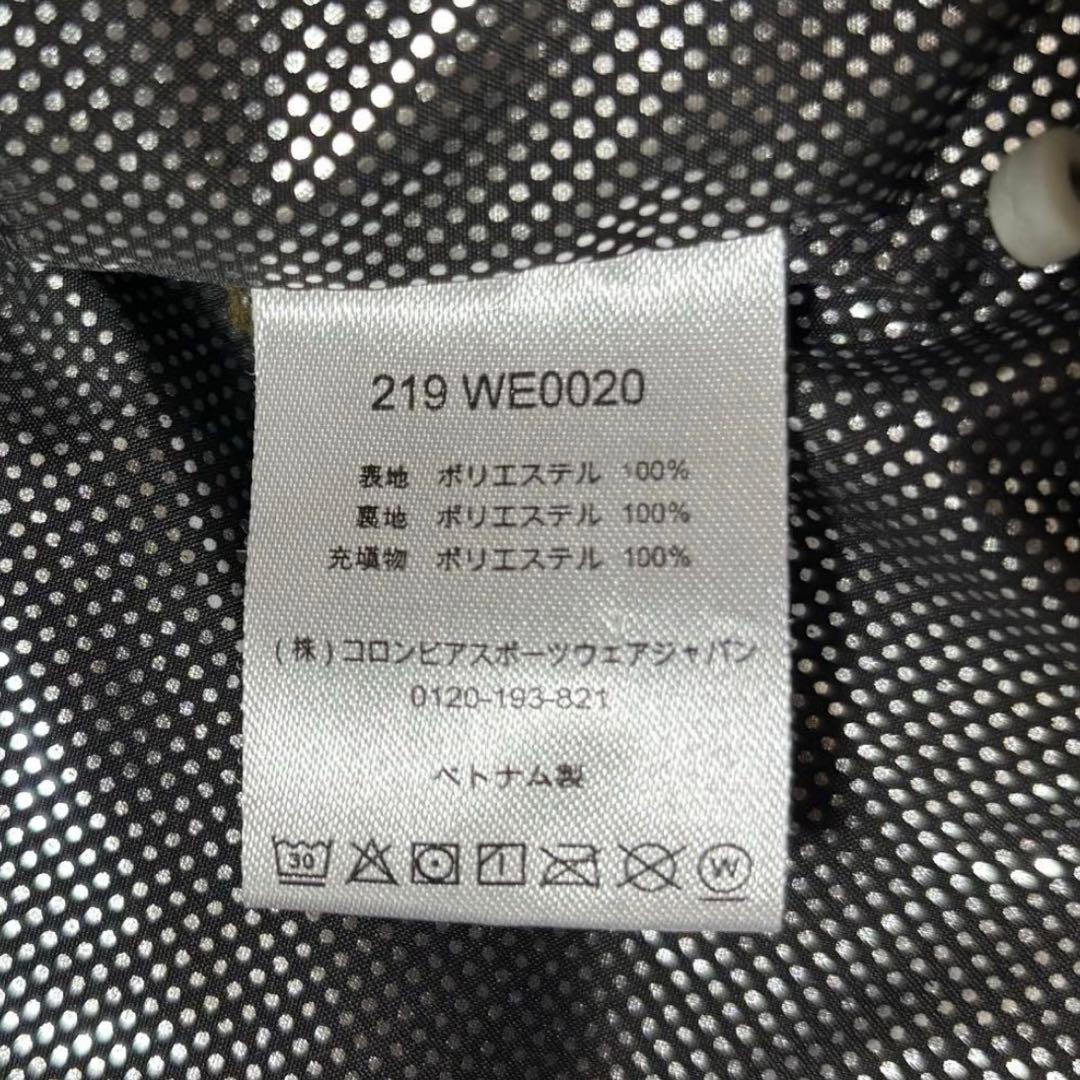 219 WE0020
表地 ポリエステル 100%
裏地 ポリエステル 100%
充填物 ポリエステル 100%
(株)コロンビアスポーツウェアジャパン
0120-193-821
ベトナム製
30 W